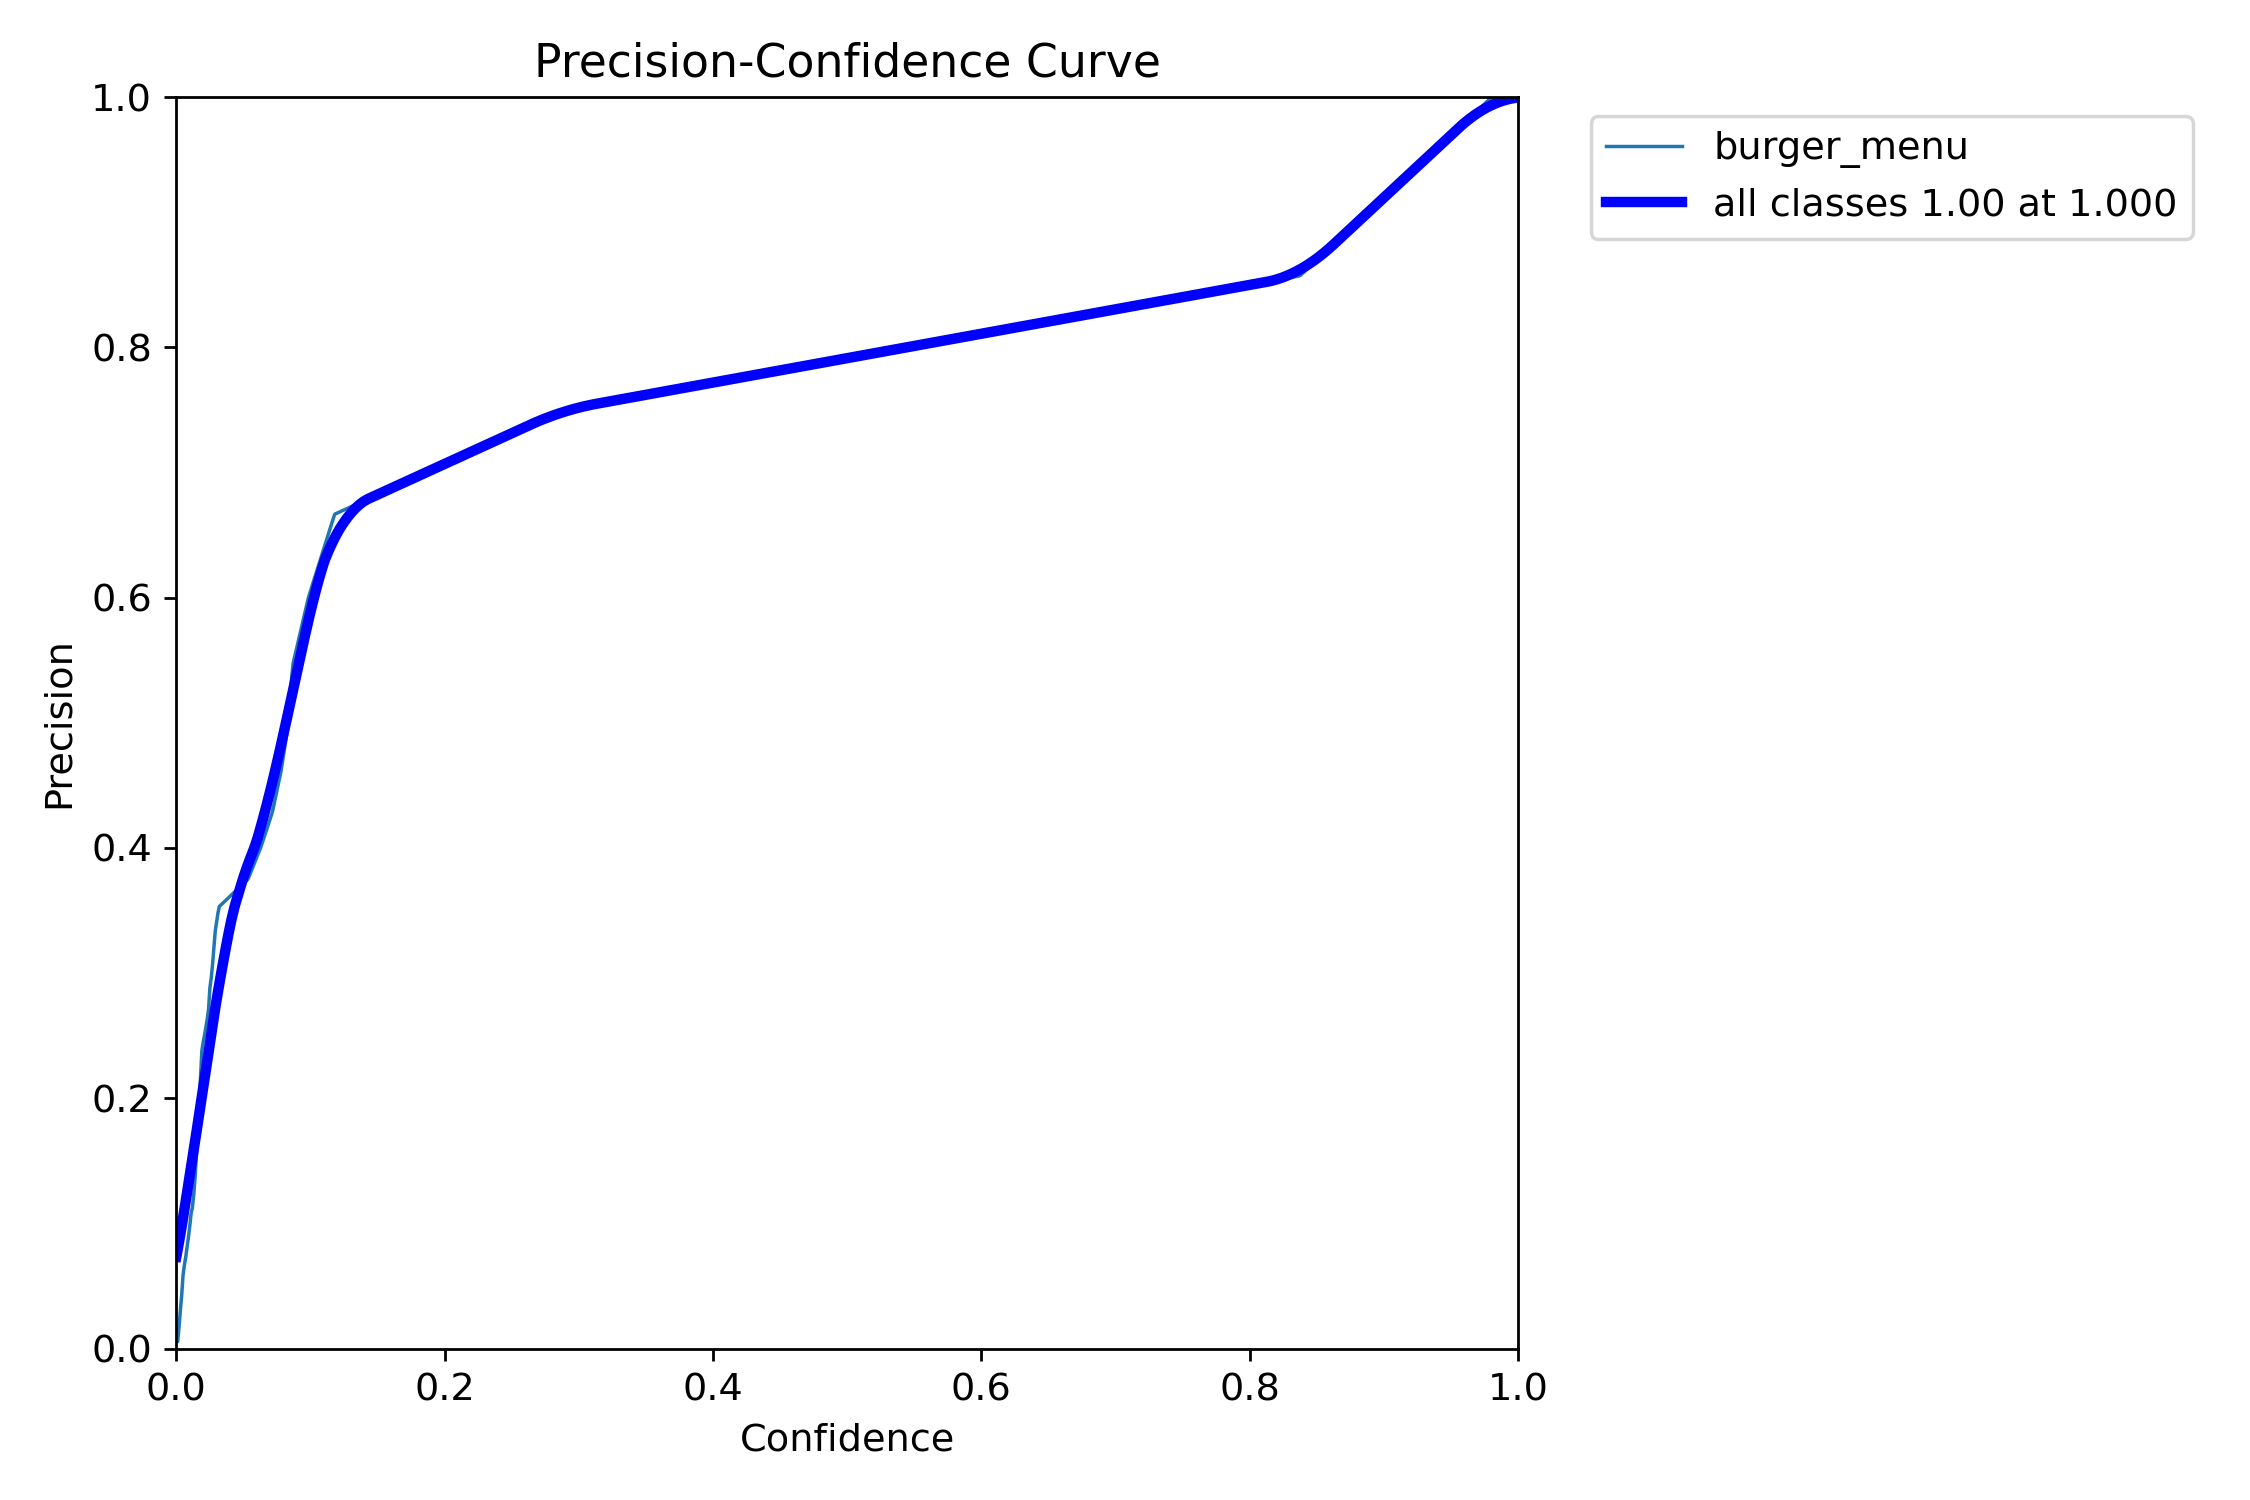 Precision-Confidence Curve
1.0
0.8
0.6
0.4
0.2
0.0
Precision
0.0 0.2 0.4 0.6 0.8 1.0
Confidence
burger_menu
all classes 1.00 at 1.000